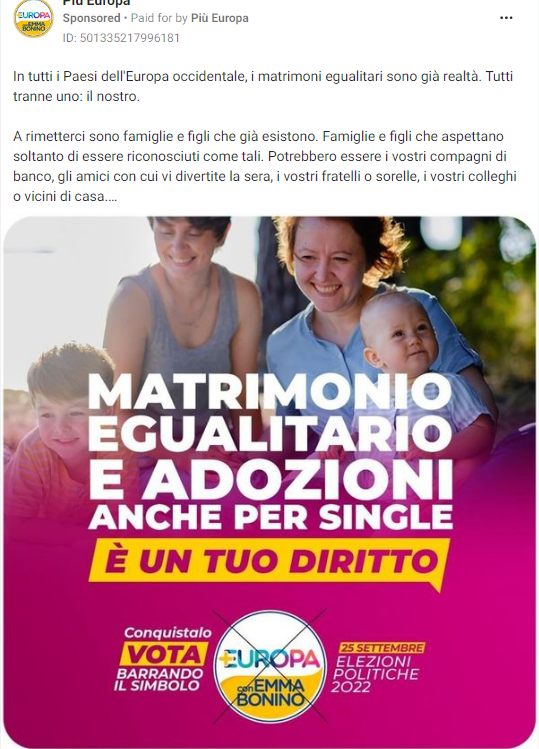 Più Europa
Sponsored • Paid for by Più Europa
ID: 501335217996181
In tutti i Paesi dell'Europa occidentale, i matrimoni egualitari sono già realtà. Tutti
tranne uno: il nostro.
A rimetterci sono famiglie e figli che già esistono. Famiglie e figli che aspettano
soltanto di essere riconosciuti come tali. Potrebbero essere i vostri compagni di
banco, gli amici con cui vi divertite la sera, i vostri fratelli o sorelle, i vostri colleghi
o vicini di casa....
MATRIMONIO
EGUALITARIO
E ADOZIONI
ANCHE PER SINGLE
È UN TUO DIRITTO
Conquistalo
VOTA
BARRANDO
IL SIMBOLO
+EUROPA
con EMMA
BONINO
25 SETTEMBRE
ELEZIONI
POLITICHE
2022